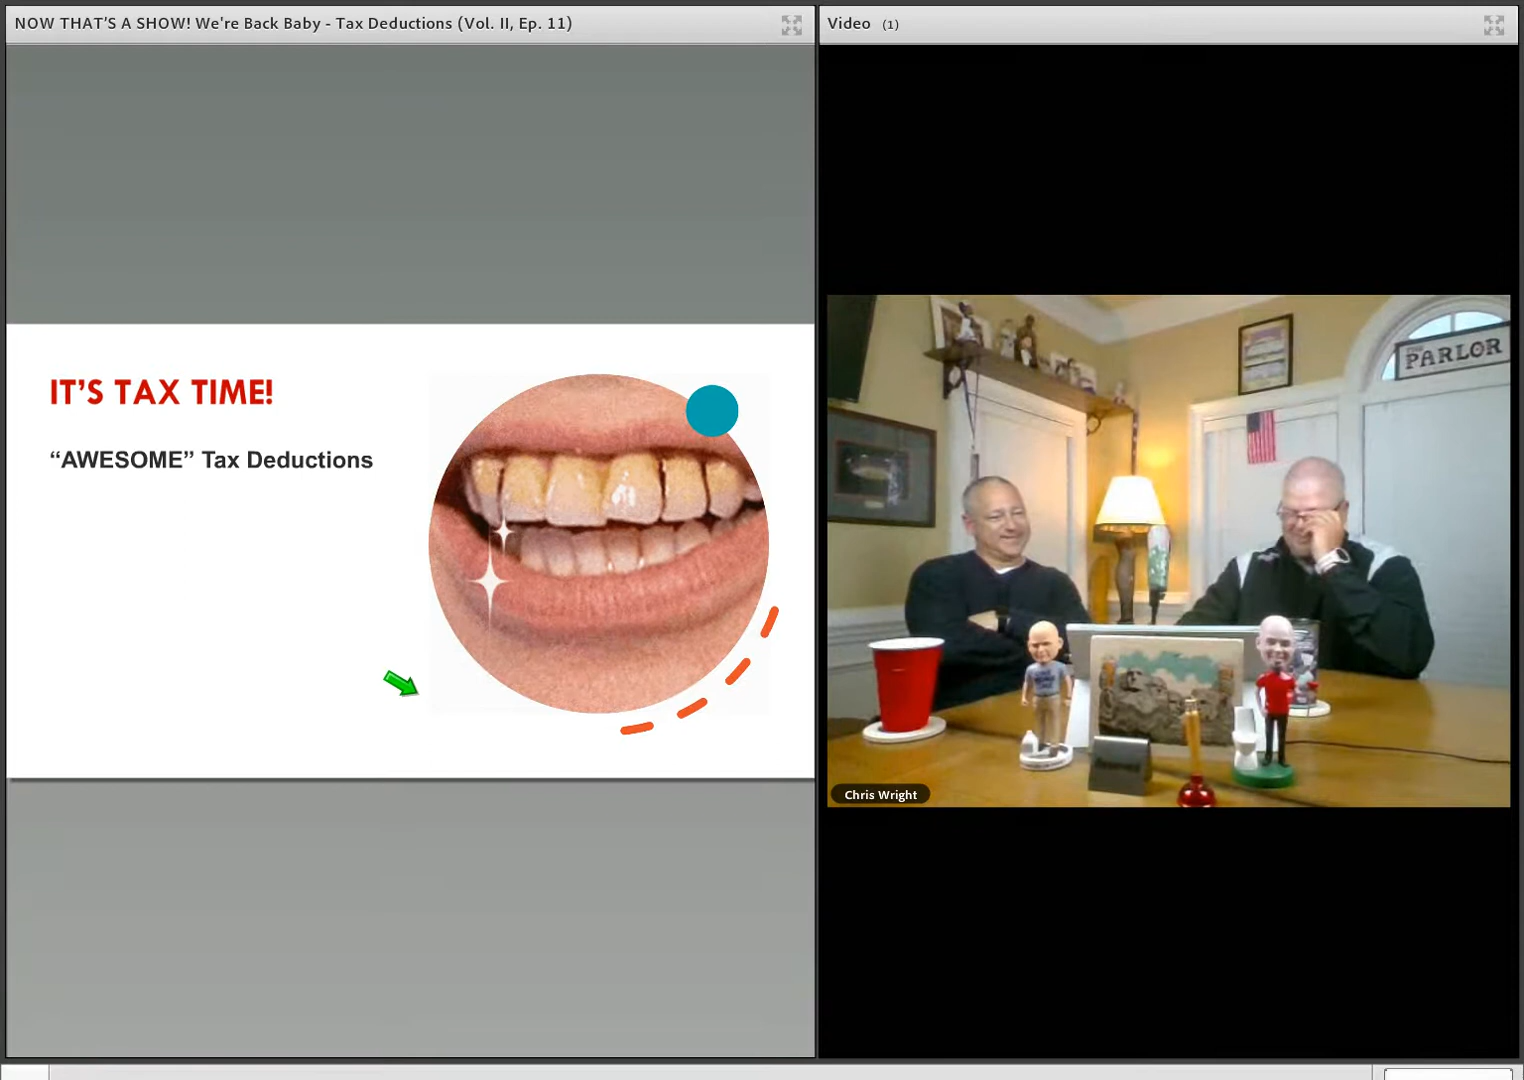 NOW THAT'S A SHOW! We're Back Baby - Tax Deductions (Vol. II, Ep. 11)
Video (1)
IT'S TAX TIME!
“AWESOME” Tax Deductions
THE
PARLOR
Chris Wright